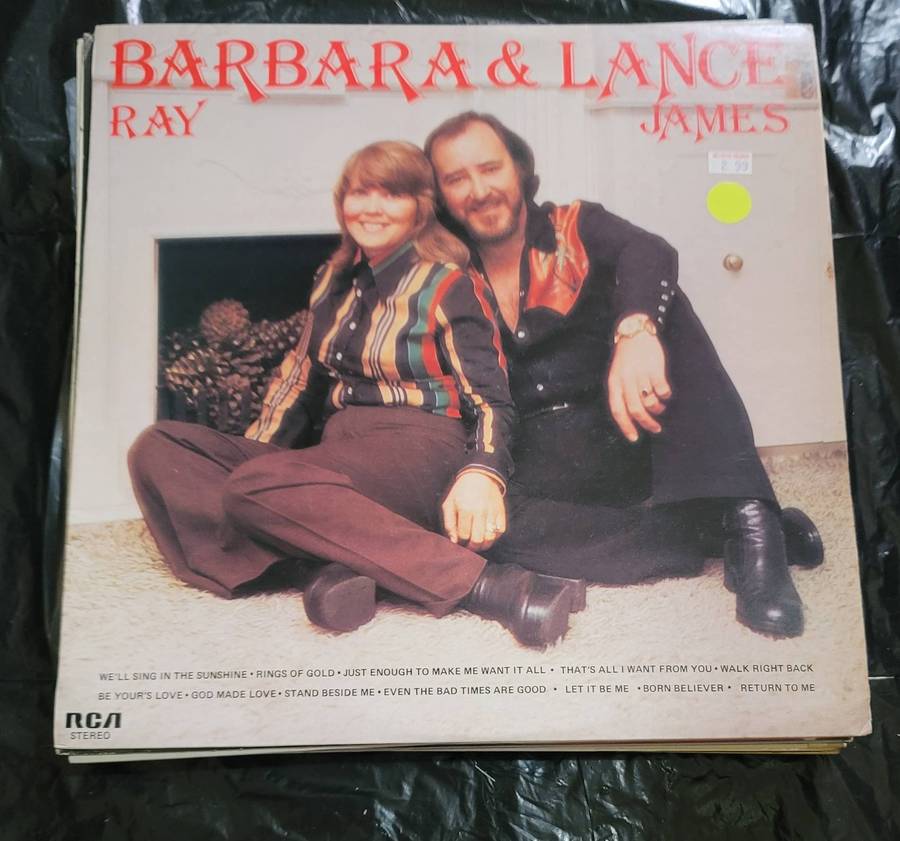 BARBARA & LANCE
RAY JAMES
2.99
WE'LL SING IN THE SUNSHINE • RINGS OF GOLD • JUST ENOUGH TO MAKE ME WANT IT ALL • THAT'S ALL I WANT FROM YOU • WALK RIGHT BACK
BE YOUR'S LOVE • GOD MADE LOVE • STAND BESIDE ME • EVEN THE BAD TIMES ARE GOOD • LET IT BE ME • BORN BELIEVER • RETURN TO ME
RCA
STEREO